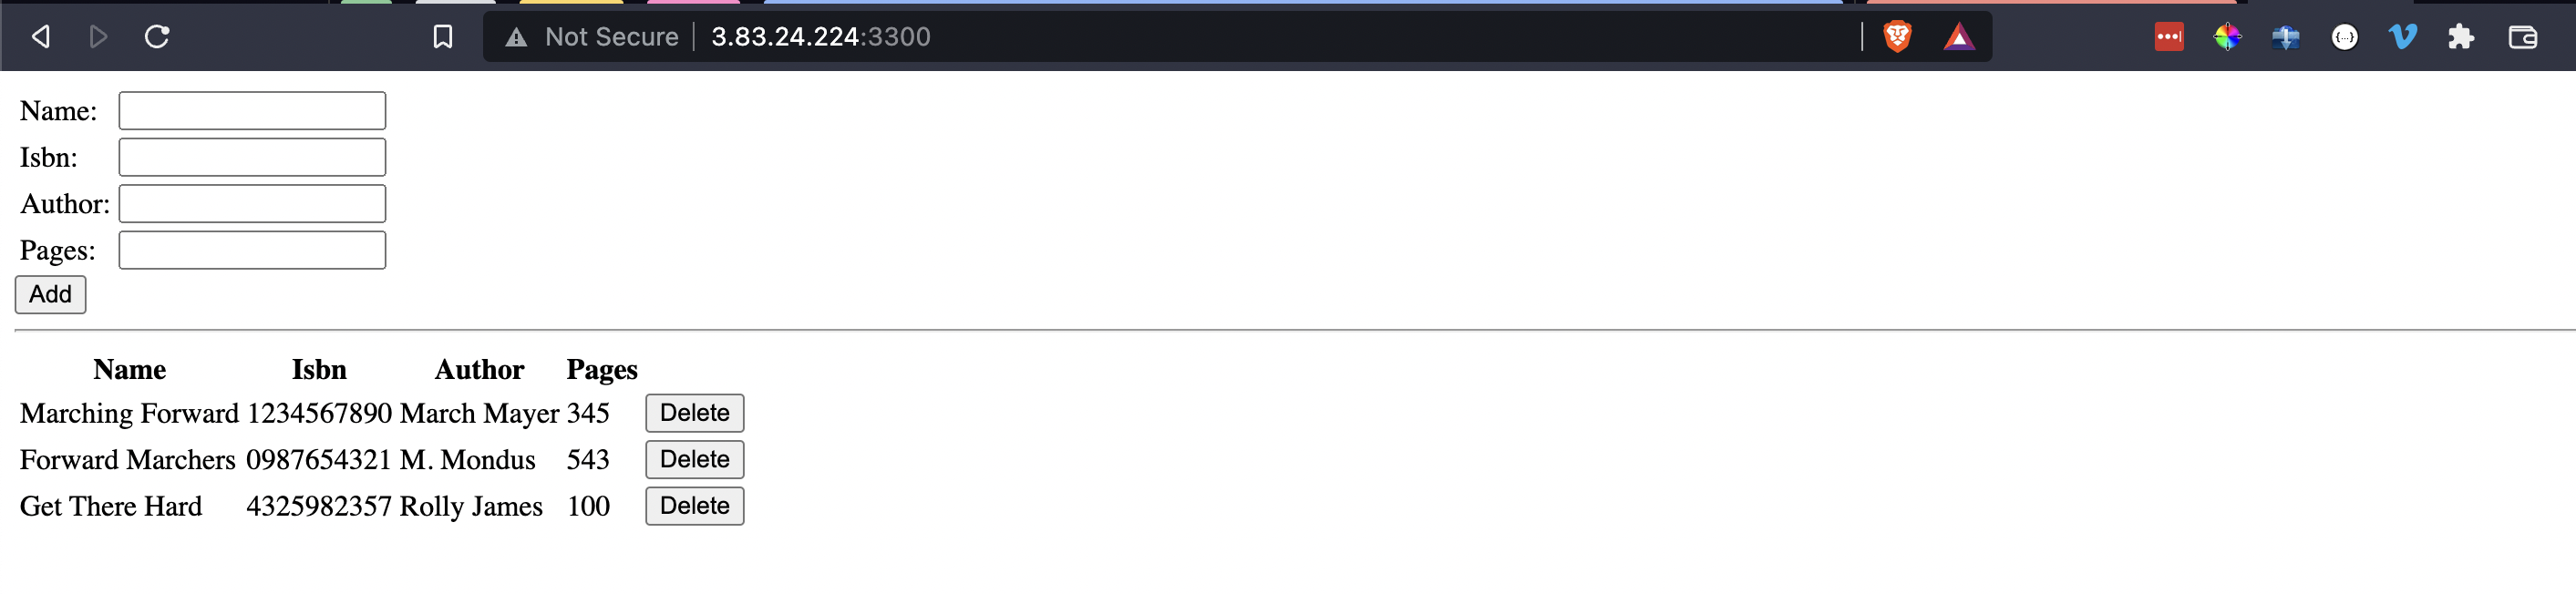 Not Secure 3.83.24.224:3300
Name:
Isbn:
Author:
Pages:
Add
Name Isbn Author Pages
Marching Forward 1234567890 March Mayer 345 Delete
Forward Marchers 0987654321 M. Mondus 543 Delete
Get There Hard 4325982357 Rolly James 100 Delete